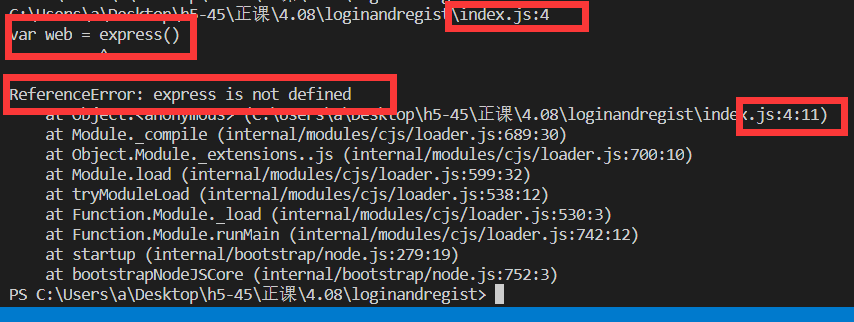 C:\Users\a\Desktop\h5-45\正课\4.08\loginandregist\index.js:4
var web = express()
^
ReferenceError: express is not defined
at Object.<anonymous> (C:\Users\a\Desktop\h5-45\正课\4.08\loginandregist\index.js:4:11)
at Module._compile (internal/modules/cjs/loader.js:689:30)
at Object.Module._extensions..js (internal/modules/cjs/loader.js:700:10)
at Module.load (internal/modules/cjs/loader.js:599:32)
at tryModuleLoad (internal/modules/cjs/loader.js:538:12)
at Function.Module._load (internal/modules/cjs/loader.js:530:3)
at Function.Module.runMain (internal/modules/cjs/loader.js:742:12)
at startup (internal/bootstrap/node.js:279:19)
at bootstrapNodeJSCore (internal/bootstrap/node.js:752:3)
PS C:\Users\a\Desktop\h5-45\正课\4.08\loginandregist>